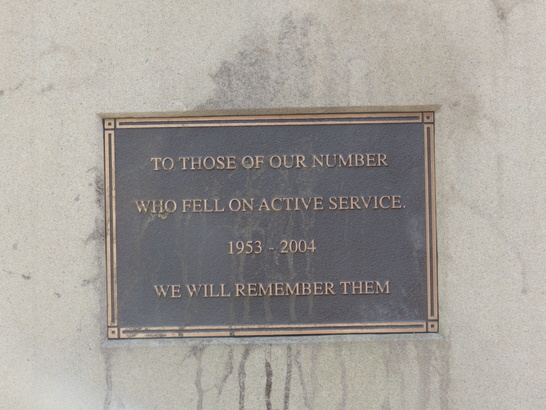 TO THOSE OF OUR NUMBER
WHO FELL ON ACTIVE SERVICE.
1953 - 2004
WE WILL REMEMBER THEM